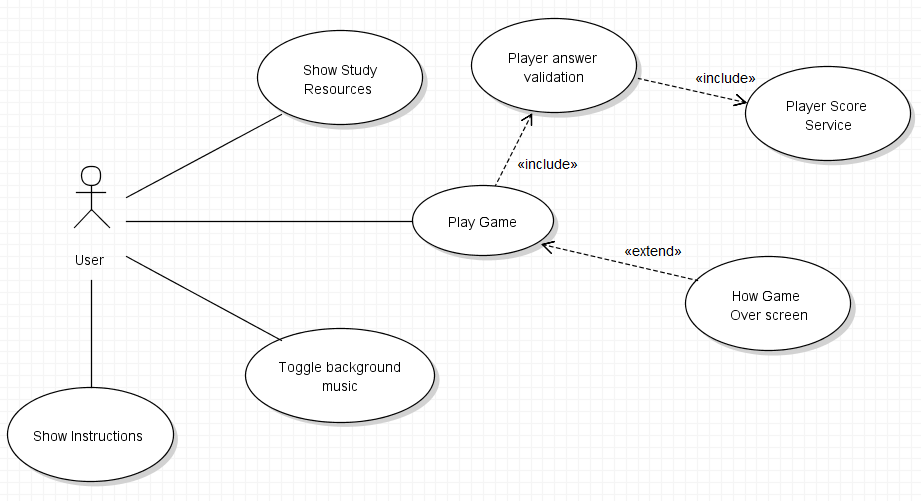 Show Study
Resources
Player answer
validation
«include»
Player Score
Service
«include»
Play Game
User
«extend»
How Game
Over screen
Toggle background
music
Show Instructions